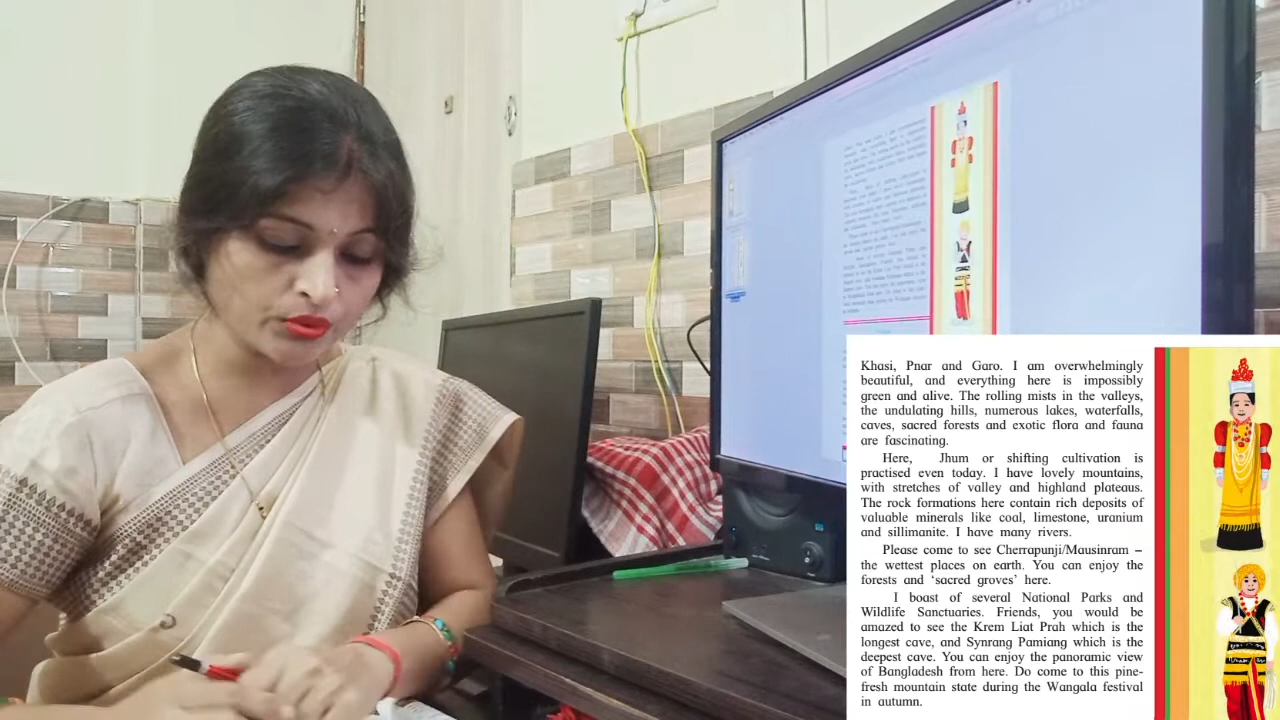 Khasi, Pnar and Garo. I am overwhelmingly
beautiful, and everything here is impossibly
green and alive. The rolling mists in the valleys,
the undulating hills, numerous lakes, waterfalls,
caves, sacred forests and exotic flora and fauna
are fascinating.
Here, Jhum or shifting cultivation is
practised even today. I have lovely mountains,
with stretches of valley and highland plateaus.
The rock formations here contain rich deposits of
valuable minerals like coal, limestone, uranium
and sillimanite. I have many rivers.
Please come to see Cherrapunji/Mausinram –
the wettest places on earth. You can enjoy the
forests and ‘sacred groves’ here.
I boast of several National Parks and
Wildlife Sanctuaries. Friends, you would be
amazed to see the Krem Liat Prah which is the
longest cave, and Synrang Pamiang which is the
deepest cave. You can enjoy the panoramic view
of Bangladesh from here. Do come to this pine-
fresh mountain state during the Wangala festival
in autumn.